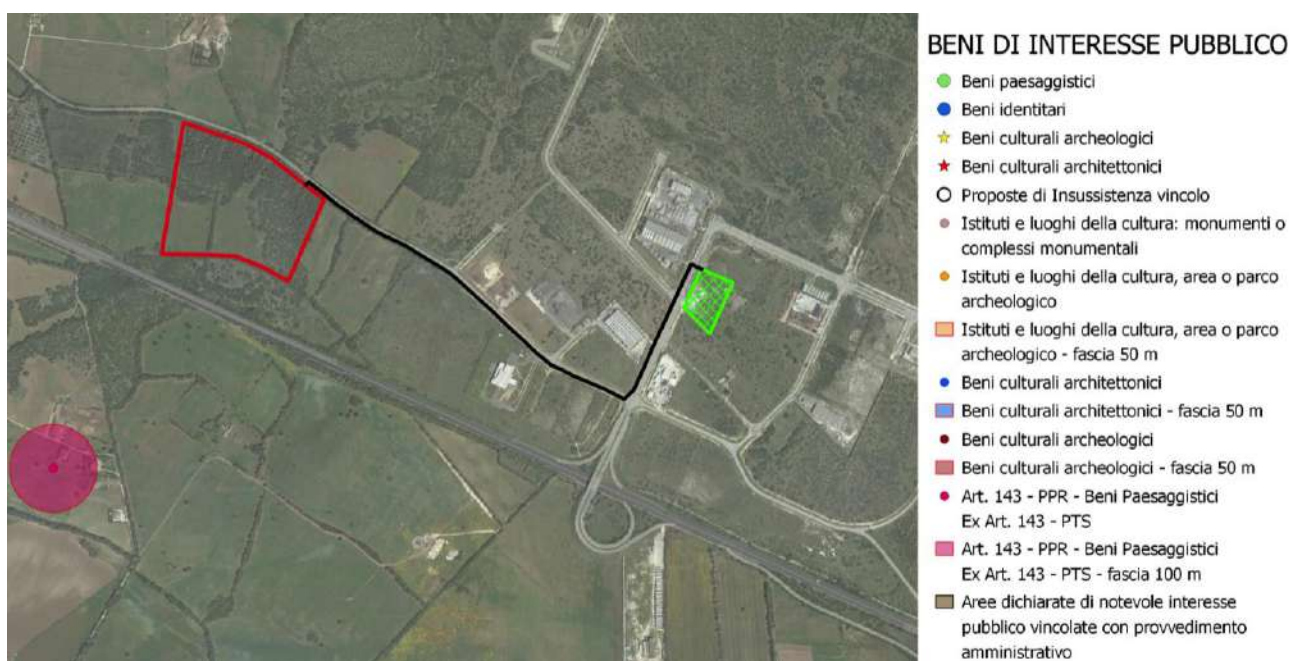 BENI DI INTERESSE PUBBLICO
Beni paesaggistici
Beni identitari
Beni culturali archeologici
Beni culturali architettonici
Proposte di Insussistenza vincolo
Istituti e luoghi della cultura: monumenti o
complessi monumentali
Istituti e luoghi della cultura, area o parco
archeologico
Istituti e luoghi della cultura, area o parco
archeologico - fascia 50 m
Beni culturali architettonici
Beni culturali architettonici - fascia 50 m
Beni culturali archeologici
Beni culturali archeologici - fascia 50 m
Art. 143 - PPR - Beni Paesaggistici
Ex Art. 143 - PTS
Art. 143 - PPR - Beni Paesaggistici
Ex Art. 143 - PTS - fascia 100 m
Aree dichiarate di notevole interesse
pubblico vincolate con provvedimento
amministrativo